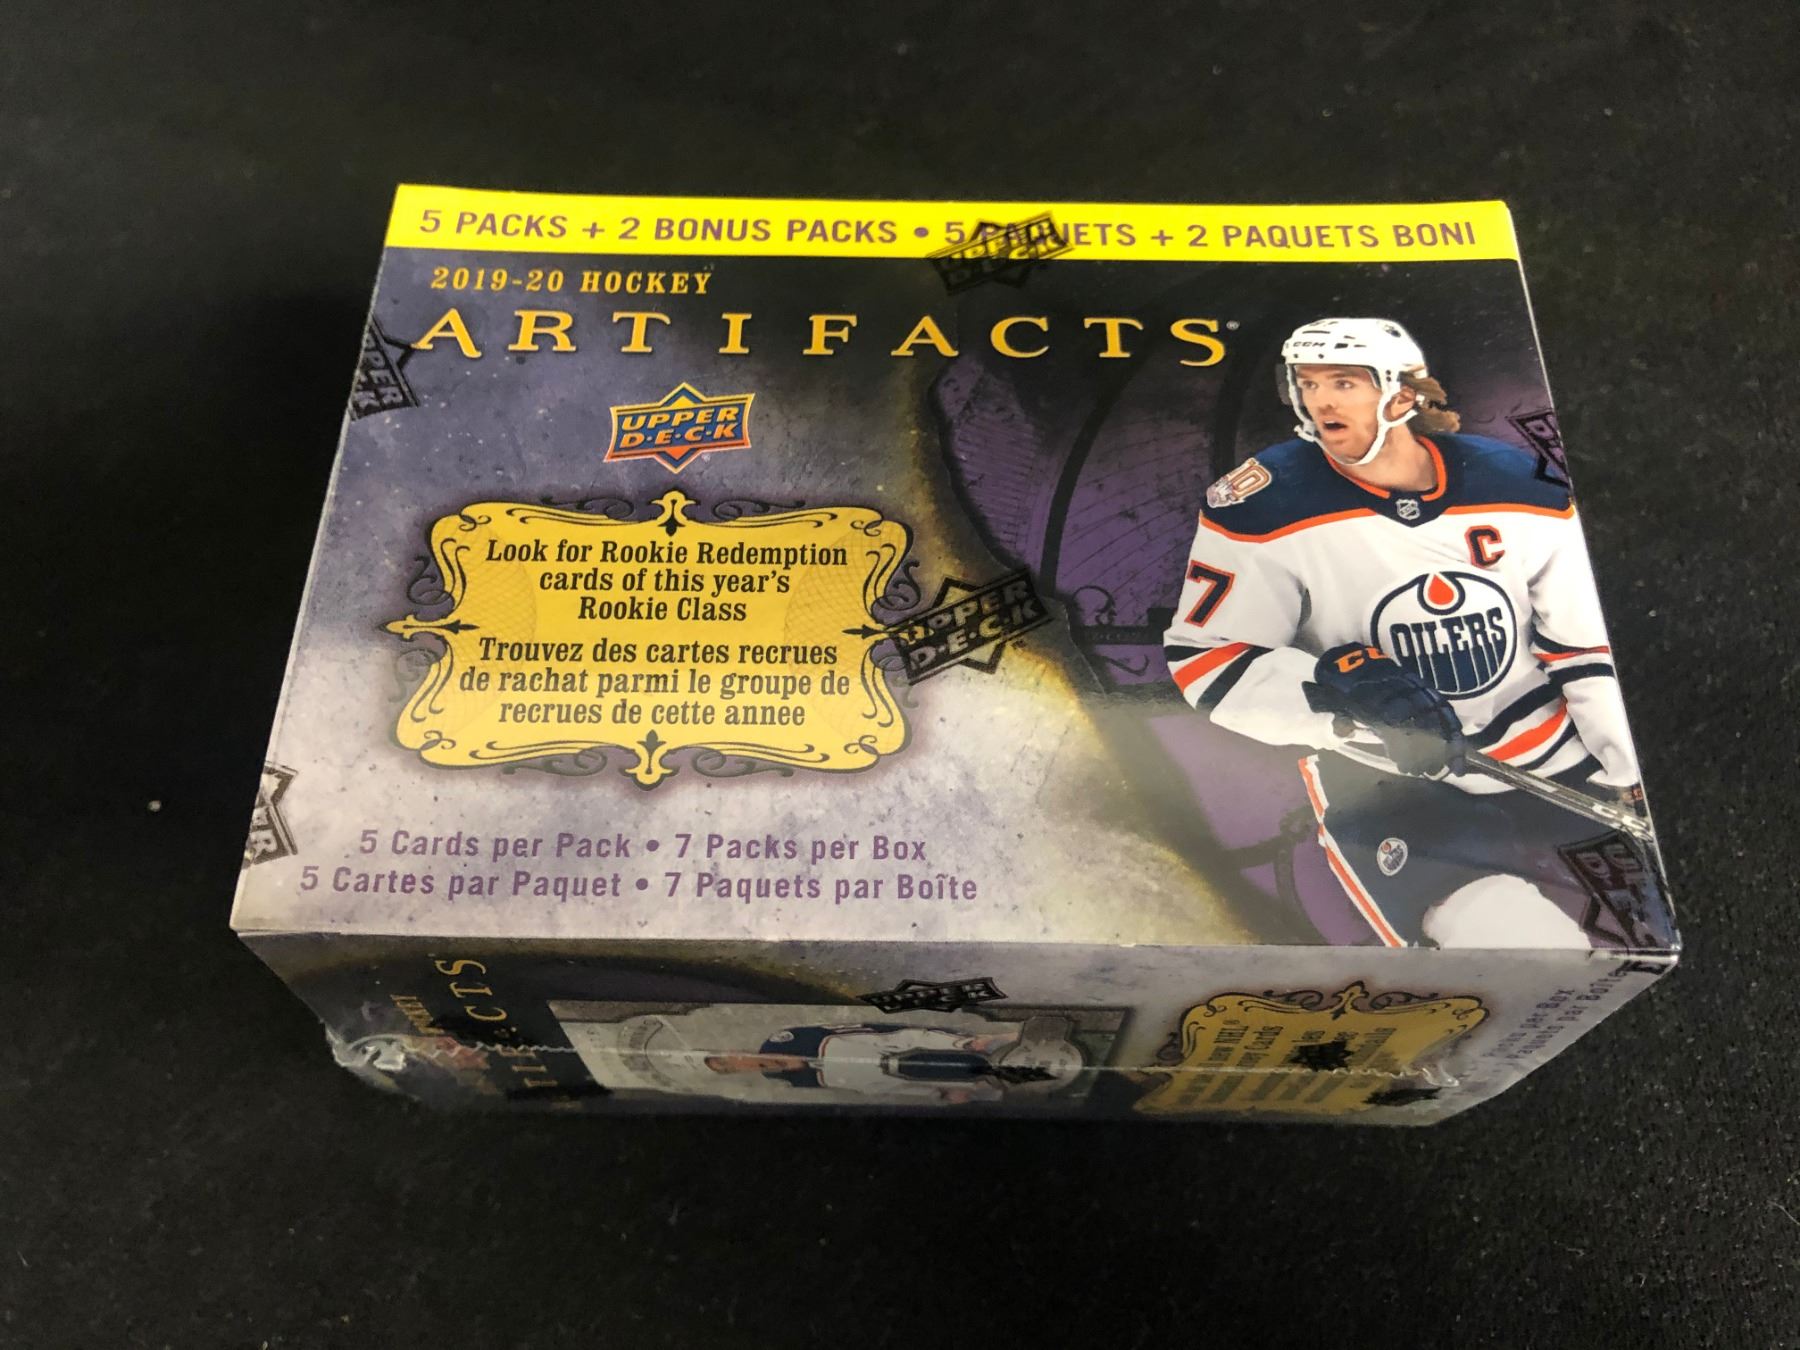 5 PACKS + 2 BONUS PACKS • 5 PAQUETS + 2 PAQUETS BONI
2019-20 HOCKEY
ARTIFACTS®
UPPER
D·E·C·K
Look for Rookie Redemption
cards of this year's
Rookie Class
Trouvez des cartes recrues
de rachat parmi le groupe de
recrues de cette annee
5 Cards per Pack • 7 Packs per Box
5 Cartes par Paquet • 7 Paquets par Boîte
CCM
C
7
OILERS
UPPER
D·E·C·K
UPPER
D·E·C·K
UPPER
D·E·C·K